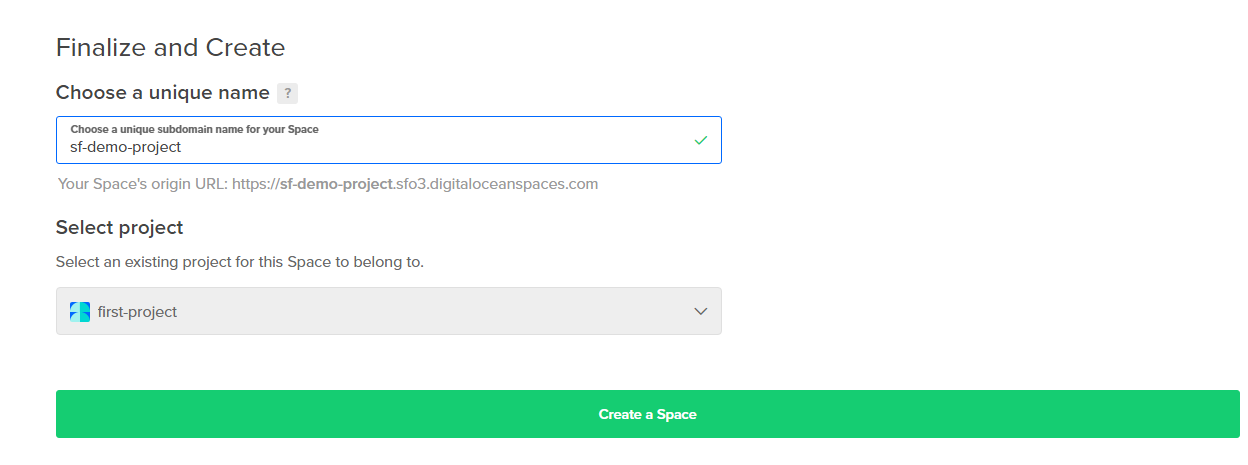 Finalize and Create
Choose a unique name ?
Choose a unique subdomain name for your Space
sf-demo-project
Your Space's origin URL: https://sf-demo-project.sfo3.digitaloceanspaces.com
Select project
Select an existing project for this Space to belong to.
first-project
Create a Space